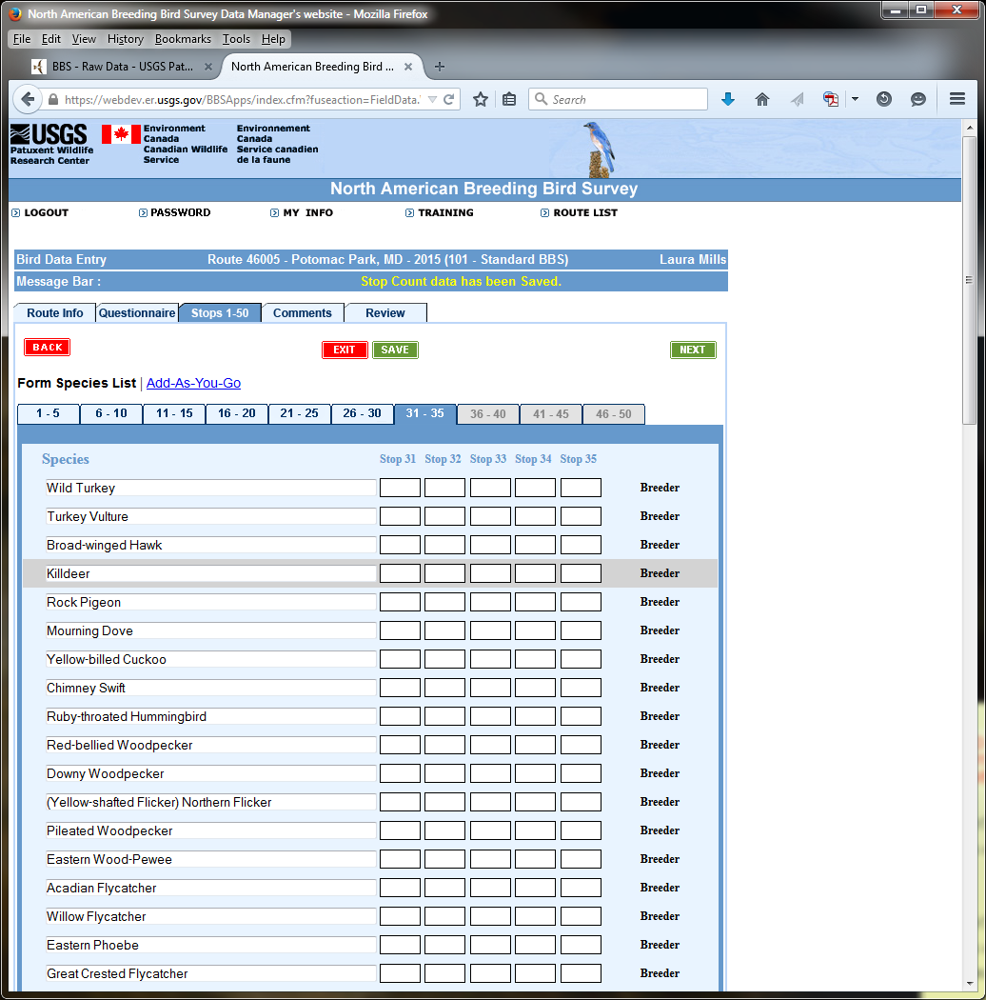 North American Breeding Bird Survey Data Manager's website - Mozilla Firefox
File Edit View History Bookmarks Tools Help
BBS - Raw Data - USGS Pat... North American Breeding Bird ...
https://webdev.er.usgs.gov/BBSApps/index.cfm?fuseaction=FieldData. Search
USGS
Patuxent Wildlife
Research Center
Environment
Canada
Canadian Wildlife
Service
Environnement
Canada
Service canadien
de la faune
North American Breeding Bird Survey
LOGOUT PASSWORD MY INFO TRAINING ROUTE LIST
Bird Data Entry Route 46005 - Potomac Park, MD - 2015 (101 - Standard BBS) Laura Mills
Message Bar : Stop Count data has been Saved.
Route Info Questionnaire Stops 1-50 Comments Review
BACK EXIT SAVE NEXT
Form Species List | Add-As-You-Go
1 - 5 6 - 10 11 - 15 16 - 20 21 - 25 26 - 30 31 - 35 36 - 40 41 - 45 46 - 50
Species Stop 31 Stop 32 Stop 33 Stop 34 Stop 35
Wild Turkey Breeder
Turkey Vulture Breeder
Broad-winged Hawk Breeder
Killdeer Breeder
Rock Pigeon Breeder
Mourning Dove Breeder
Yellow-billed Cuckoo Breeder
Chimney Swift Breeder
Ruby-throated Hummingbird Breeder
Red-bellied Woodpecker Breeder
Downy Woodpecker Breeder
(Yellow-shafted Flicker) Northern Flicker Breeder
Pileated Woodpecker Breeder
Eastern Wood-Pewee Breeder
Acadian Flycatcher Breeder
Willow Flycatcher Breeder
Eastern Phoebe Breeder
Great Crested Flycatcher Breeder